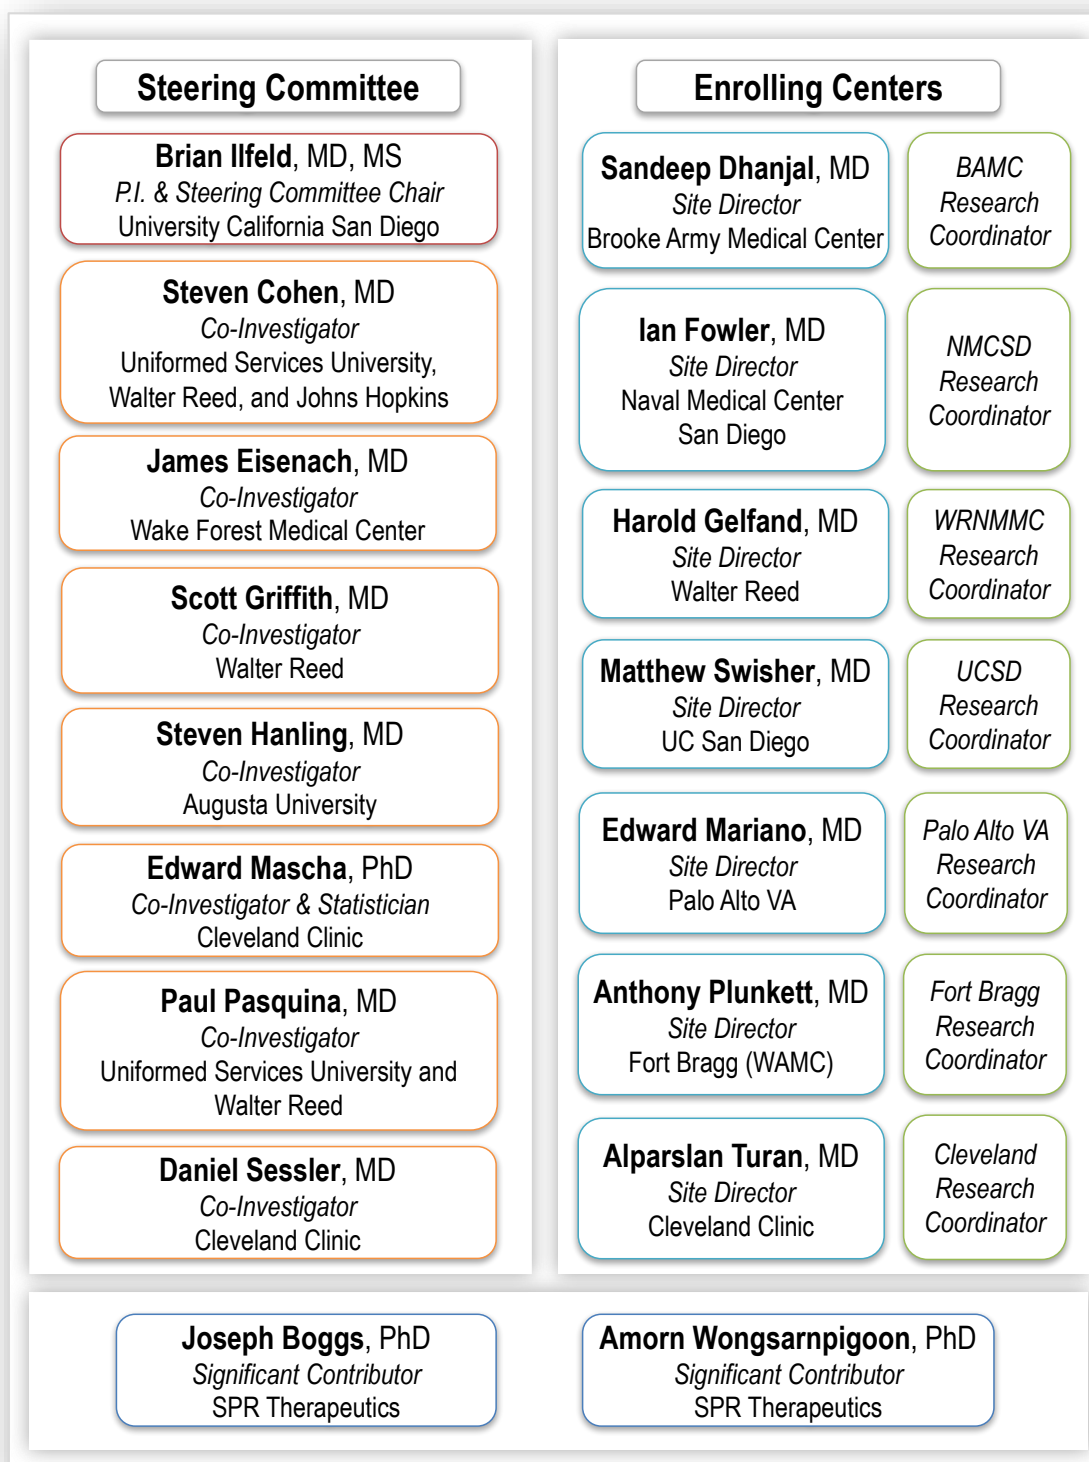 Steering Committee
Brian Ilfeld, MD, MS
P.I. & Steering Committee Chair
University California San Diego
Steven Cohen, MD
Co-Investigator
Uniformed Services University,
Walter Reed, and Johns Hopkins
James Eisenach, MD
Co-Investigator
Wake Forest Medical Center
Scott Griffith, MD
Co-Investigator
Walter Reed
Steven Hanling, MD
Co-Investigator
Augusta University
Edward Mascha, PhD
Co-Investigator & Statistician
Cleveland Clinic
Paul Pasquina, MD
Co-Investigator
Uniformed Services University and
Walter Reed
Daniel Sessler, MD
Co-Investigator
Cleveland Clinic
Enrolling Centers
Sandeep Dhanjal, MD
Site Director
Brooke Army Medical Center
BAMC
Research
Coordinator
Ian Fowler, MD
Site Director
Naval Medical Center
San Diego
NMCSD
Research
Coordinator
Harold Gelfand, MD
Site Director
Walter Reed
WRNMMC
Research
Coordinator
Matthew Swisher, MD
Site Director
UC San Diego
UCSD
Research
Coordinator
Edward Mariano, MD
Site Director
Palo Alto VA
Palo Alto VA
Research
Coordinator
Anthony Plunkett, MD
Site Director
Fort Bragg (WAMC)
Fort Bragg
Research
Coordinator
Alparslan Turan, MD
Site Director
Cleveland Clinic
Cleveland
Research
Coordinator
Joseph Boggs, PhD
Significant Contributor
SPR Therapeutics
Amorn Wongsarnpigoon, PhD
Significant Contributor
SPR Therapeutics